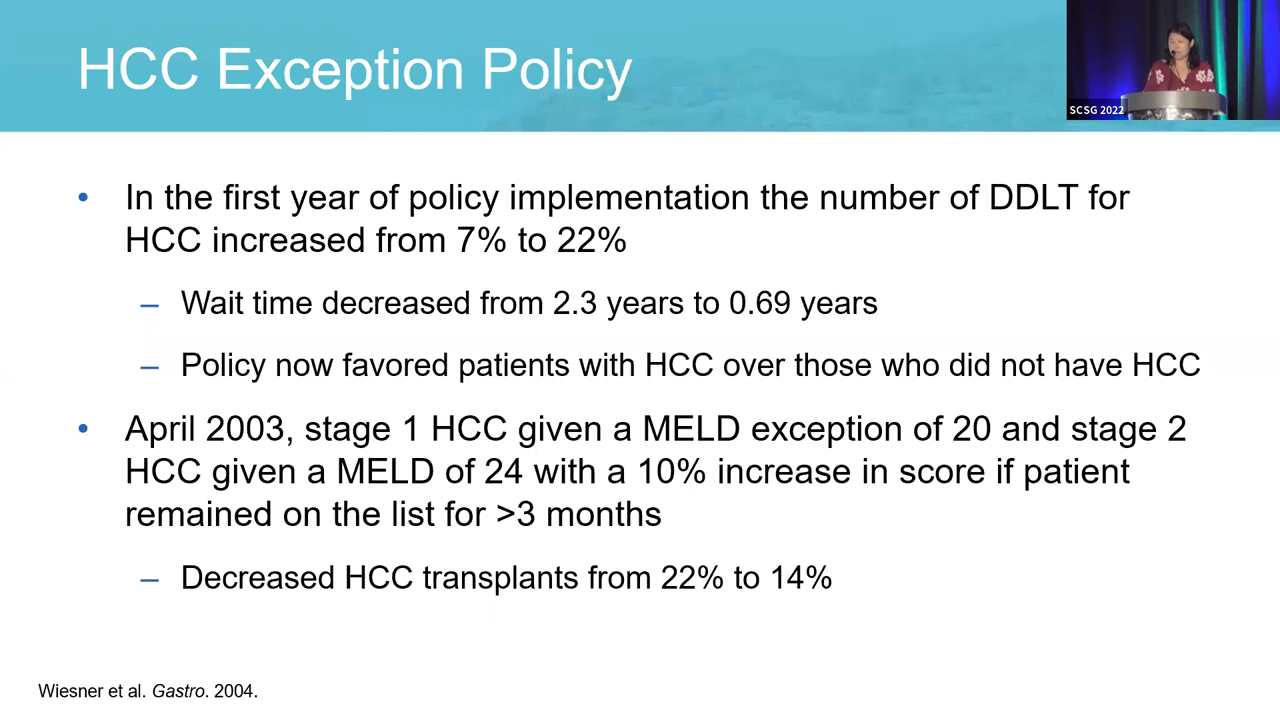 HCC Exception Policy
SCSG 2022
• In the first year of policy implementation the number of DDLT for
HCC increased from 7% to 22%
– Wait time decreased from 2.3 years to 0.69 years
– Policy now favored patients with HCC over those who did not have HCC
• April 2003, stage 1 HCC given a MELD exception of 20 and stage 2
HCC given a MELD of 24 with a 10% increase in score if patient
remained on the list for >3 months
– Decreased HCC transplants from 22% to 14%
Wiesner et al. Gastro. 2004.